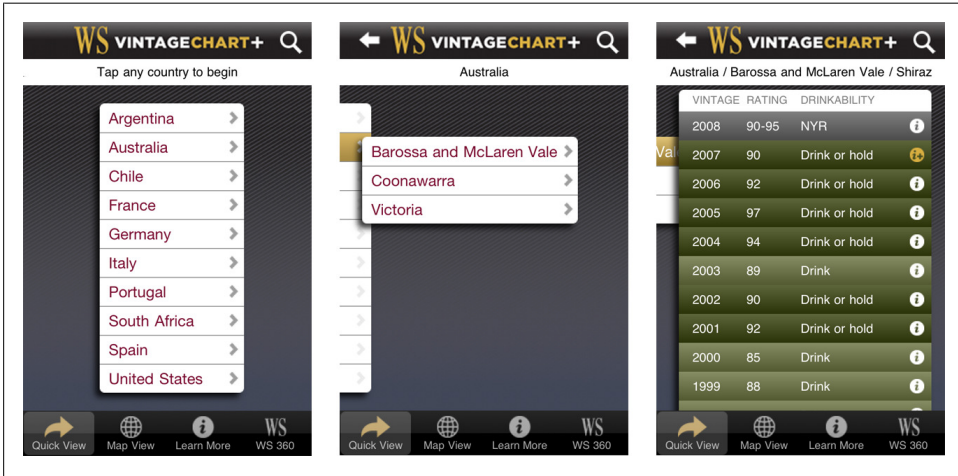 WS VINTAGECHART+
Tap any country to begin
Argentina
Australia
Chile
France
Germany
Italy
Portugal
South Africa
Spain
United States
Quick View Map View Learn More WS WS 360
WS VINTAGECHART+
Australia
Barossa and McLaren Vale
Coonawarra
Victoria
Quick View Map View Learn More WS WS 360
WS VINTAGECHART+
Australia / Barossa and McLaren Vale / Shiraz
VINTAGE RATING DRINKABILITY
2008 90-95 NYR i
Vale 2007 90 Drink or hold i+
2006 92 Drink or hold i
2005 97 Drink or hold i
2004 94 Drink or hold i
2003 89 Drink i
2002 90 Drink or hold i
2001 92 Drink or hold i
2000 85 Drink i
1999 88 Drink i
Quick View Map View Learn More WS WS 360